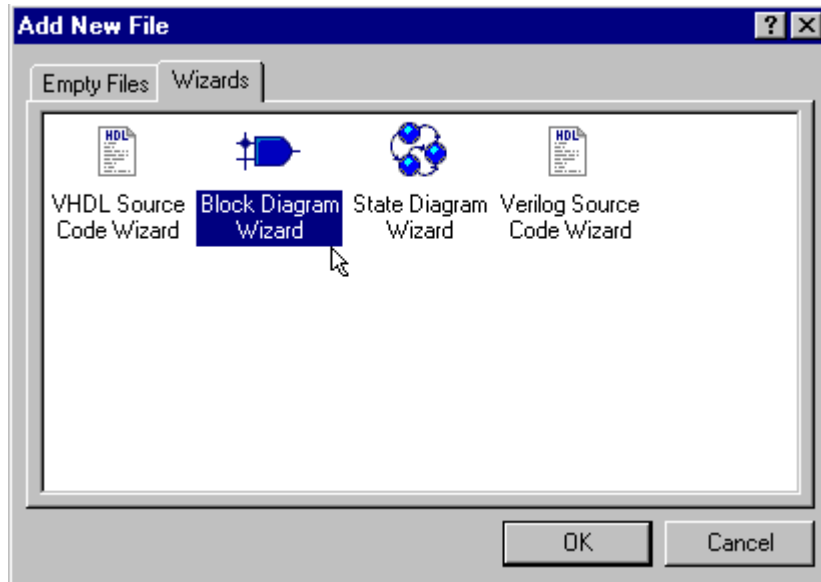 Add New File
Empty Files
Wizards
HDL
HDL
VHDL Source
Code Wizard
Block Diagram
Wizard
State Diagram
Wizard
Verilog Source
Code Wizard
OK
Cancel